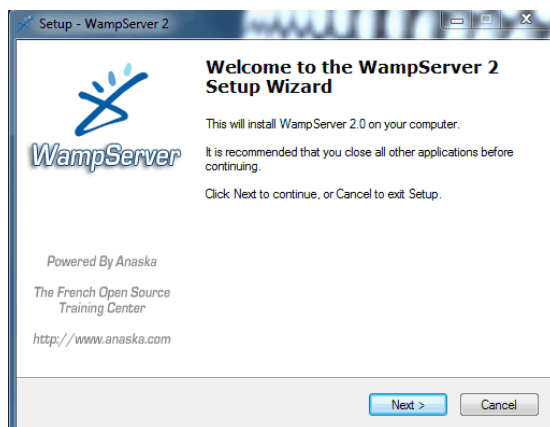 Setup - WampServer 2
Welcome to the WampServer 2
Setup Wizard
This will install WampServer 2.0 on your computer.
It is recommended that you close all other applications before
continuing.
Click Next to continue, or Cancel to exit Setup.
WampServer
Powered By Anaska
The French Open Source
Training Center
http://www.anaska.com
Next >
Cancel